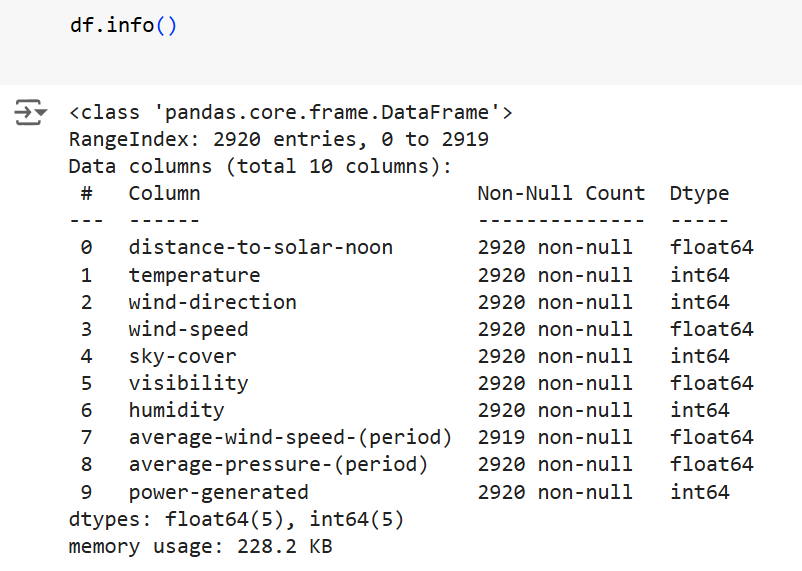 df.info()
<class 'pandas.core.frame.DataFrame'>
RangeIndex: 2920 entries, 0 to 2919
Data columns (total 10 columns):
 #   Column                       Non-Null Count  Dtype
---  ------                       --------------  -----
 0   distance-to-solar-noon       2920 non-null   float64
 1   temperature                  2920 non-null   int64
 2   wind-direction               2920 non-null   int64
 3   wind-speed                   2920 non-null   float64
 4   sky-cover                    2920 non-null   int64
 5   visibility                   2920 non-null   float64
 6   humidity                     2920 non-null   int64
 7   average-wind-speed-(period)  2919 non-null   float64
 8   average-pressure-(period)    2920 non-null   float64
 9   power-generated              2920 non-null   int64
dtypes: float64(5), int64(5)
memory usage: 228.2 KB